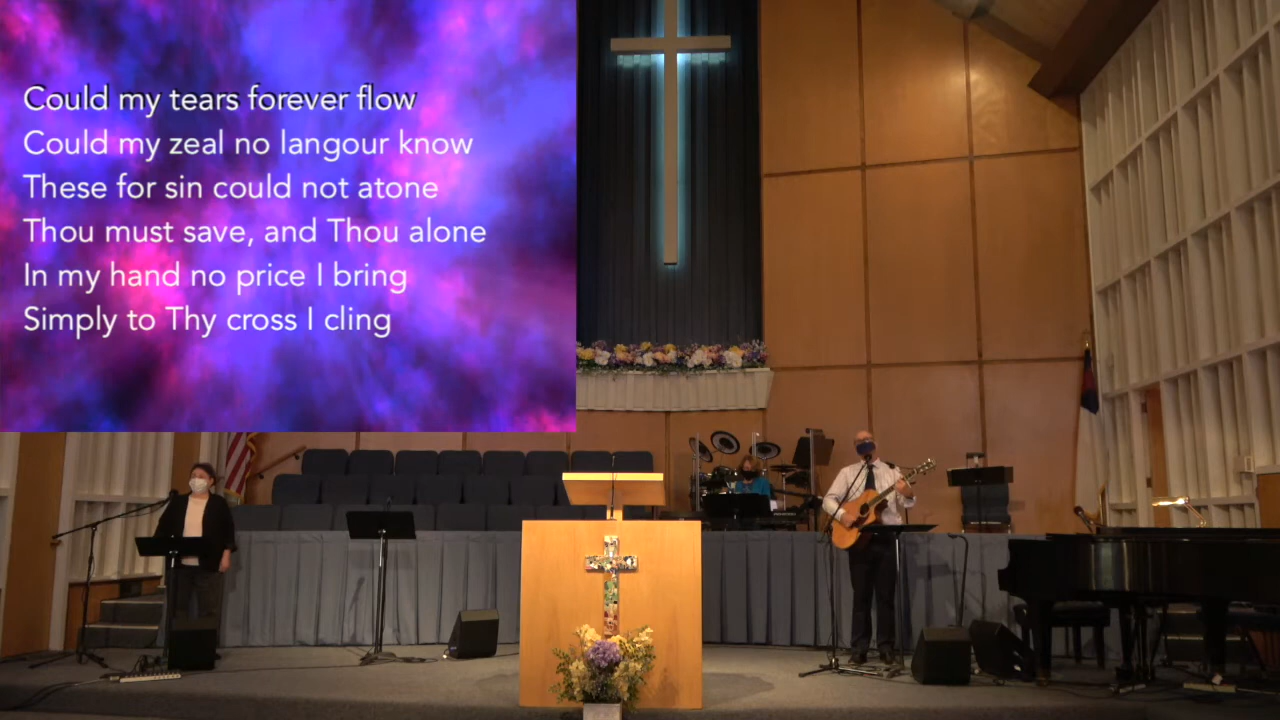 Could my tears forever flow
Could my zeal no langour know
These for sin could not atone
Thou must save, and Thou alone
In my hand no price I bring
Simply to Thy cross I cling